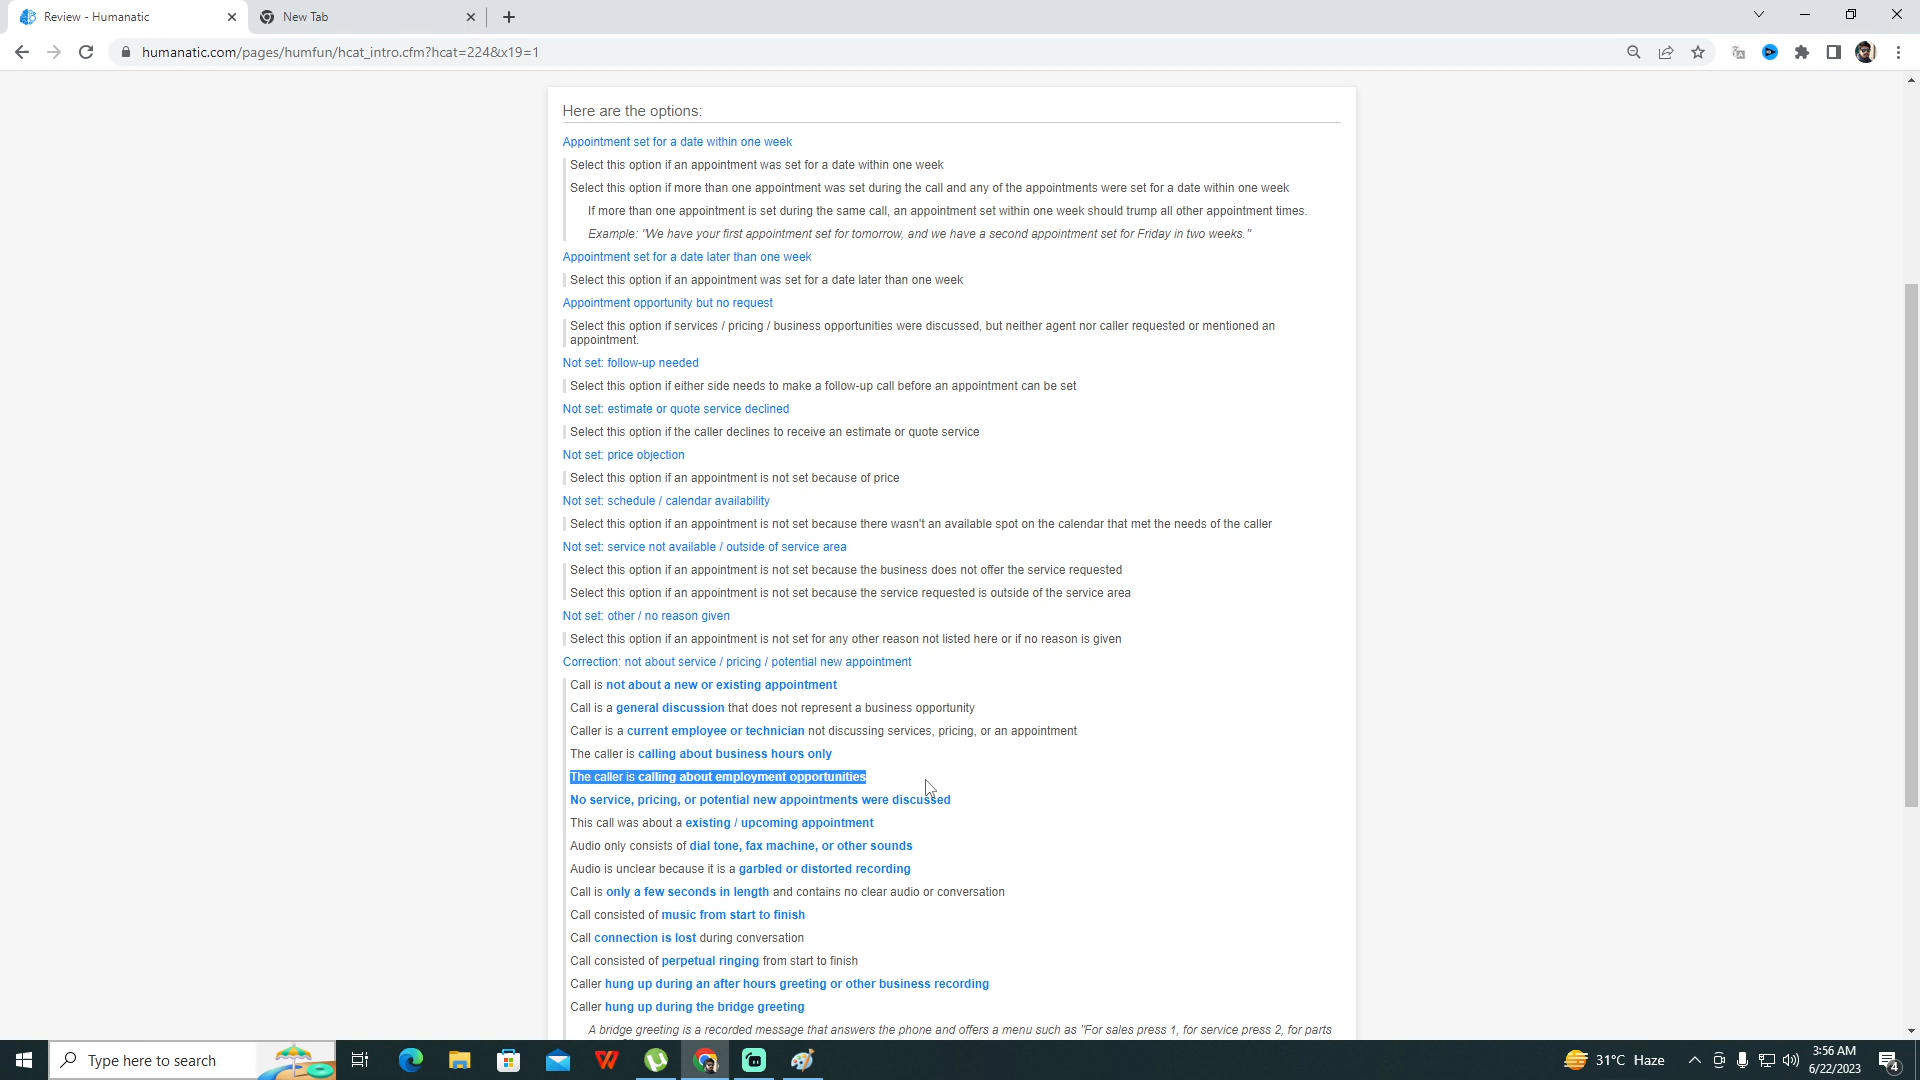 Review - Humanatic
New Tab
humanatic.com/pages/humfun/hcat_intro.cfm?hcat=224&x19=1
Here are the options:
Appointment set for a date within one week
Select this option if an appointment was set for a date within one week
Select this option if more than one appointment was set during the call and any of the appointments were set for a date within one week
If more than one appointment is set during the same call, an appointment set within one week should trump all other appointment times.
Example: "We have your first appointment set for tomorrow, and we have a second appointment set for Friday in two weeks."
Appointment set for a date later than one week
Select this option if an appointment was set for a date later than one week
Appointment opportunity but no request
Select this option if services / pricing / business opportunities were discussed, but neither agent nor caller requested or mentioned an
appointment.
Not set: follow-up needed
Select this option if either side needs to make a follow-up call before an appointment can be set
Not set: estimate or quote service declined
Select this option if the caller declines to receive an estimate or quote service
Not set: price objection
Select this option if an appointment is not set because of price
Not set: schedule / calendar availability
Select this option if an appointment is not set because there wasn't an available spot on the calendar that met the needs of the caller
Not set: service not available / outside of service area
Select this option if an appointment is not set because the business does not offer the service requested
Select this option if an appointment is not set because the service requested is outside of the service area
Not set: other / no reason given
Select this option if an appointment is not set for any other reason not listed here or if no reason is given
Correction: not about service / pricing / potential new appointment
Call is not about a new or existing appointment
Call is a general discussion that does not represent a business opportunity
Caller is a current employee or technician not discussing services, pricing, or an appointment
The caller is calling about business hours only
The caller is calling about employment opportunities
No service, pricing, or potential new appointments were discussed
This call was about a existing / upcoming appointment
Audio only consists of dial tone, fax machine, or other sounds
Audio is unclear because it is a garbled or distorted recording
Call is only a few seconds in length and contains no clear audio or conversation
Call consisted of music from start to finish
Call connection is lost during conversation
Call consisted of perpetual ringing from start to finish
Caller hung up during an after hours greeting or other business recording
Caller hung up during the bridge greeting
A bridge greeting is a recorded message that answers the phone and offers a menu such as "For sales press 1, for service press 2, for parts
Type here to search
31°C Haze
3:56 AM
6/22/2023
4